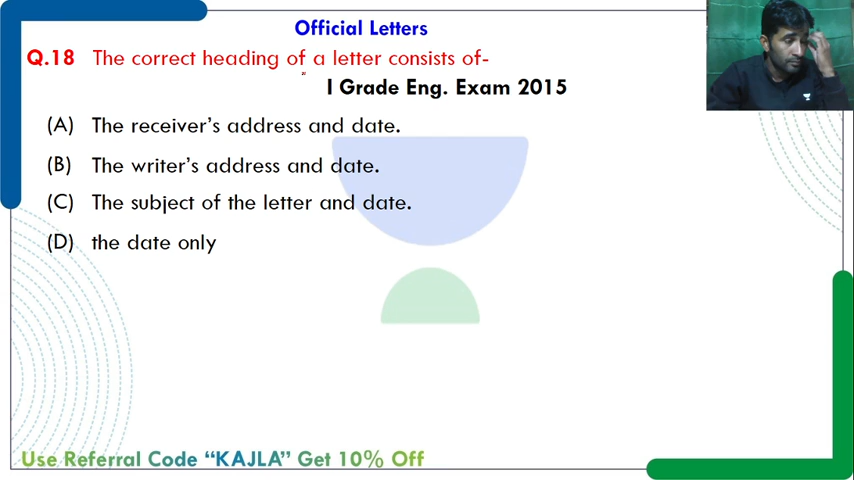 Official Letters
Q.18 The correct heading of a letter consists of-
I Grade Eng. Exam 2015
(A) The receiver's address and date.
(B) The writer's address and date.
(C) The subject of the letter and date.
(D) the date only
Use Referral Code “KAJLA” Get 10% Off